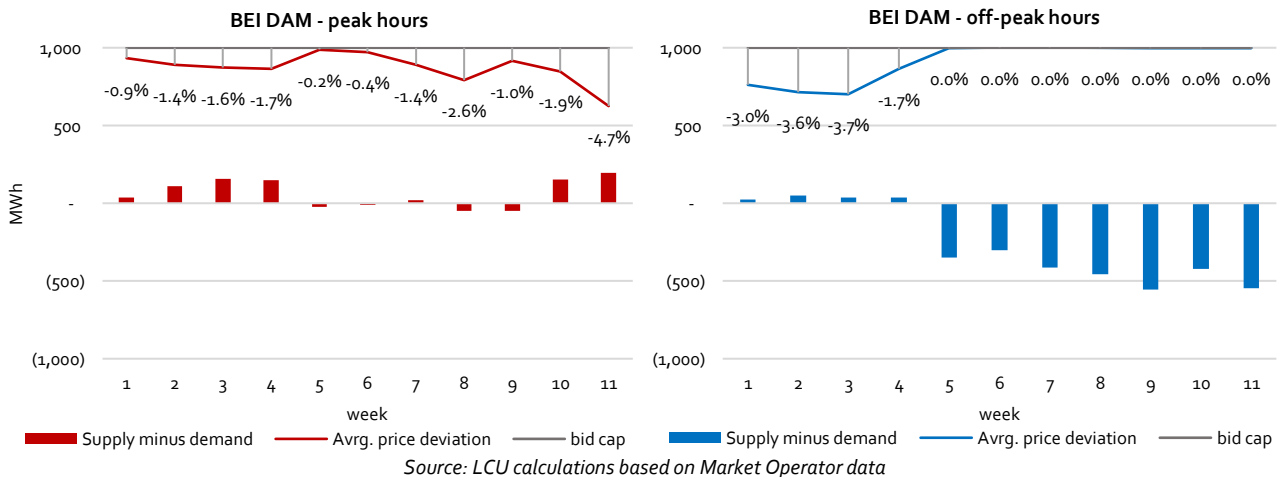 BEI DAM - peak hours
1,000
500
-
(500)
(1,000)
MWh
-0.9%
-1.4%
-1.6%
-1.7%
-0.2%
-0.4%
-1.4%
-2.6%
-1.0%
-1.9%
-4.7%
1 2 3 4 5 6 7 8 9 10 11
week
Supply minus demand Avrg. price deviation bid cap
BEI DAM - off-peak hours
1,000
500
-
(500)
(1,000)
-3.0%
-3.6%
-3.7%
-1.7%
0.0% 0.0% 0.0% 0.0% 0.0% 0.0% 0.0%
1 2 3 4 5 6 7 8 9 10 11
week
Supply minus demand Avrg. price deviation bid cap
Source: LCU calculations based on Market Operator data